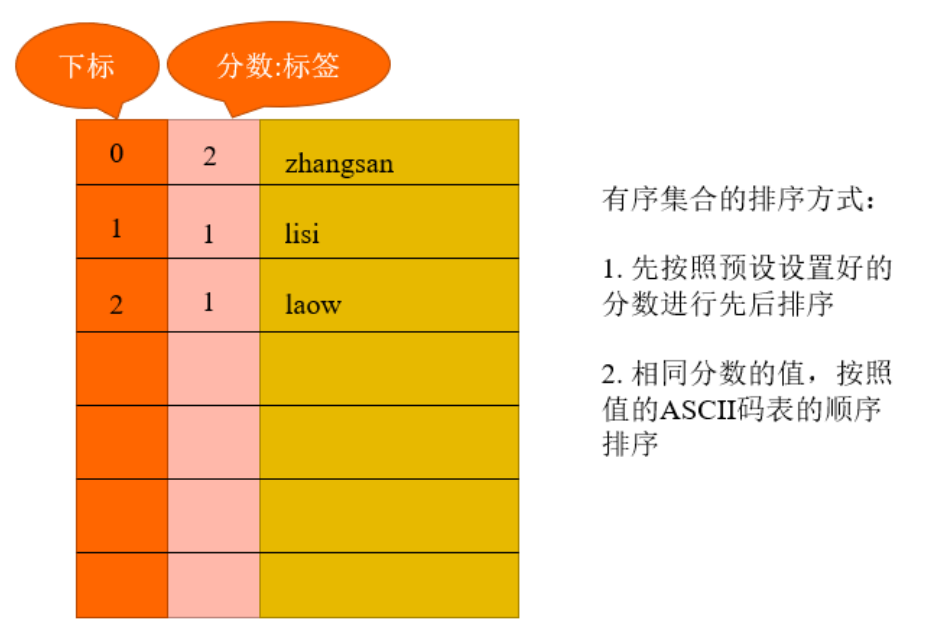 下标
分数:标签
0 2 zhangsan
1 1 lisi
2 1 laow
有序集合的排序方式：
1. 先按照预设设置好的
分数进行先后排序
2. 相同分数的值，按照
值的ASCII码表的顺序
排序